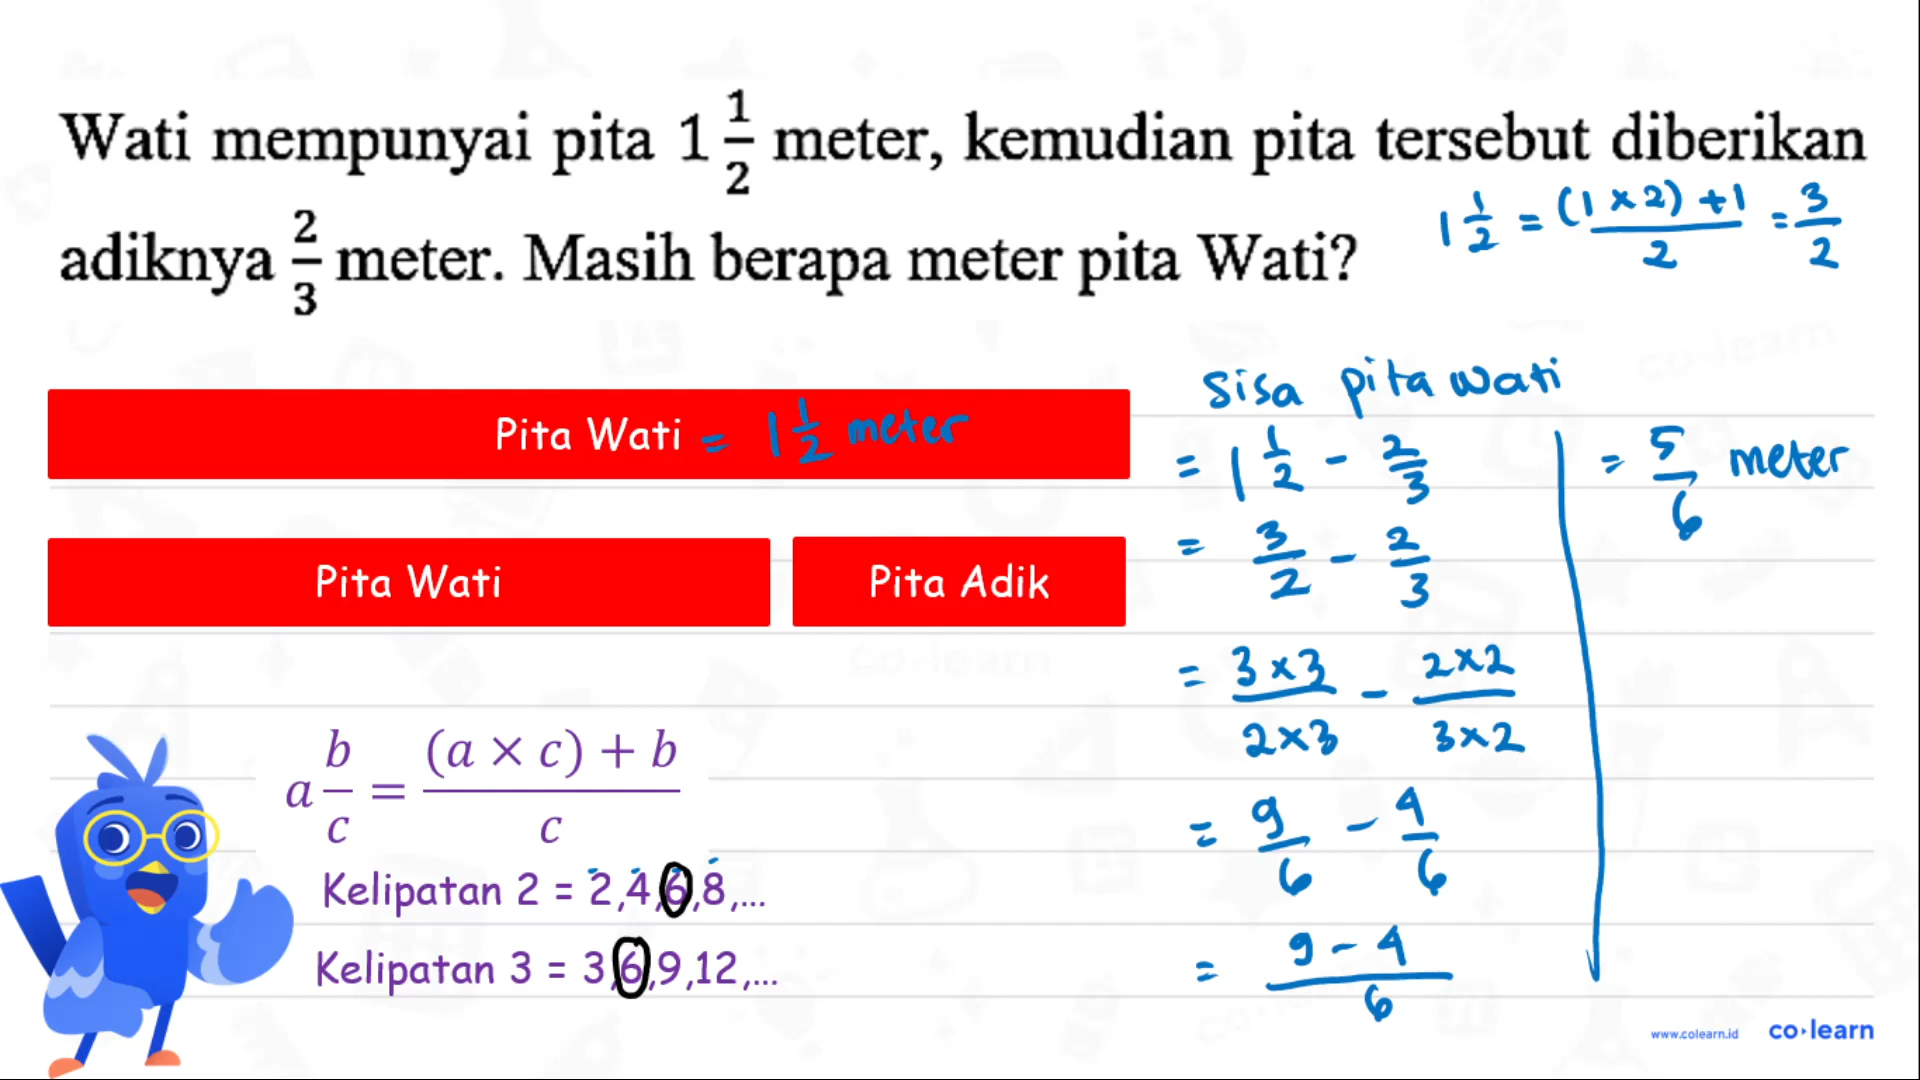 Wati mempunyai pita 1 1/2 meter, kemudian pita tersebut diberikan
adiknya 2/3 meter. Masih berapa meter pita Wati?
1 1/2 = (1 × 2) + 1 / 2 = 3/2
Pita Wati = 1 1/2 meter
Pita Wati
Pita Adik
a b/c = (a × c) + b / c
Kelipatan 2 = 2,4,6,8,...
Kelipatan 3 = 3,6,9,12,...
Sisa pita wati
= 1 1/2 - 2/3
= 3/2 - 2/3
= 3×3/2×3 - 2×2/3×2
= 9/6 - 4/6
= 9-4/6
= 5/6 meter
co-learn
co-learn
www.colearn.id
co•learn